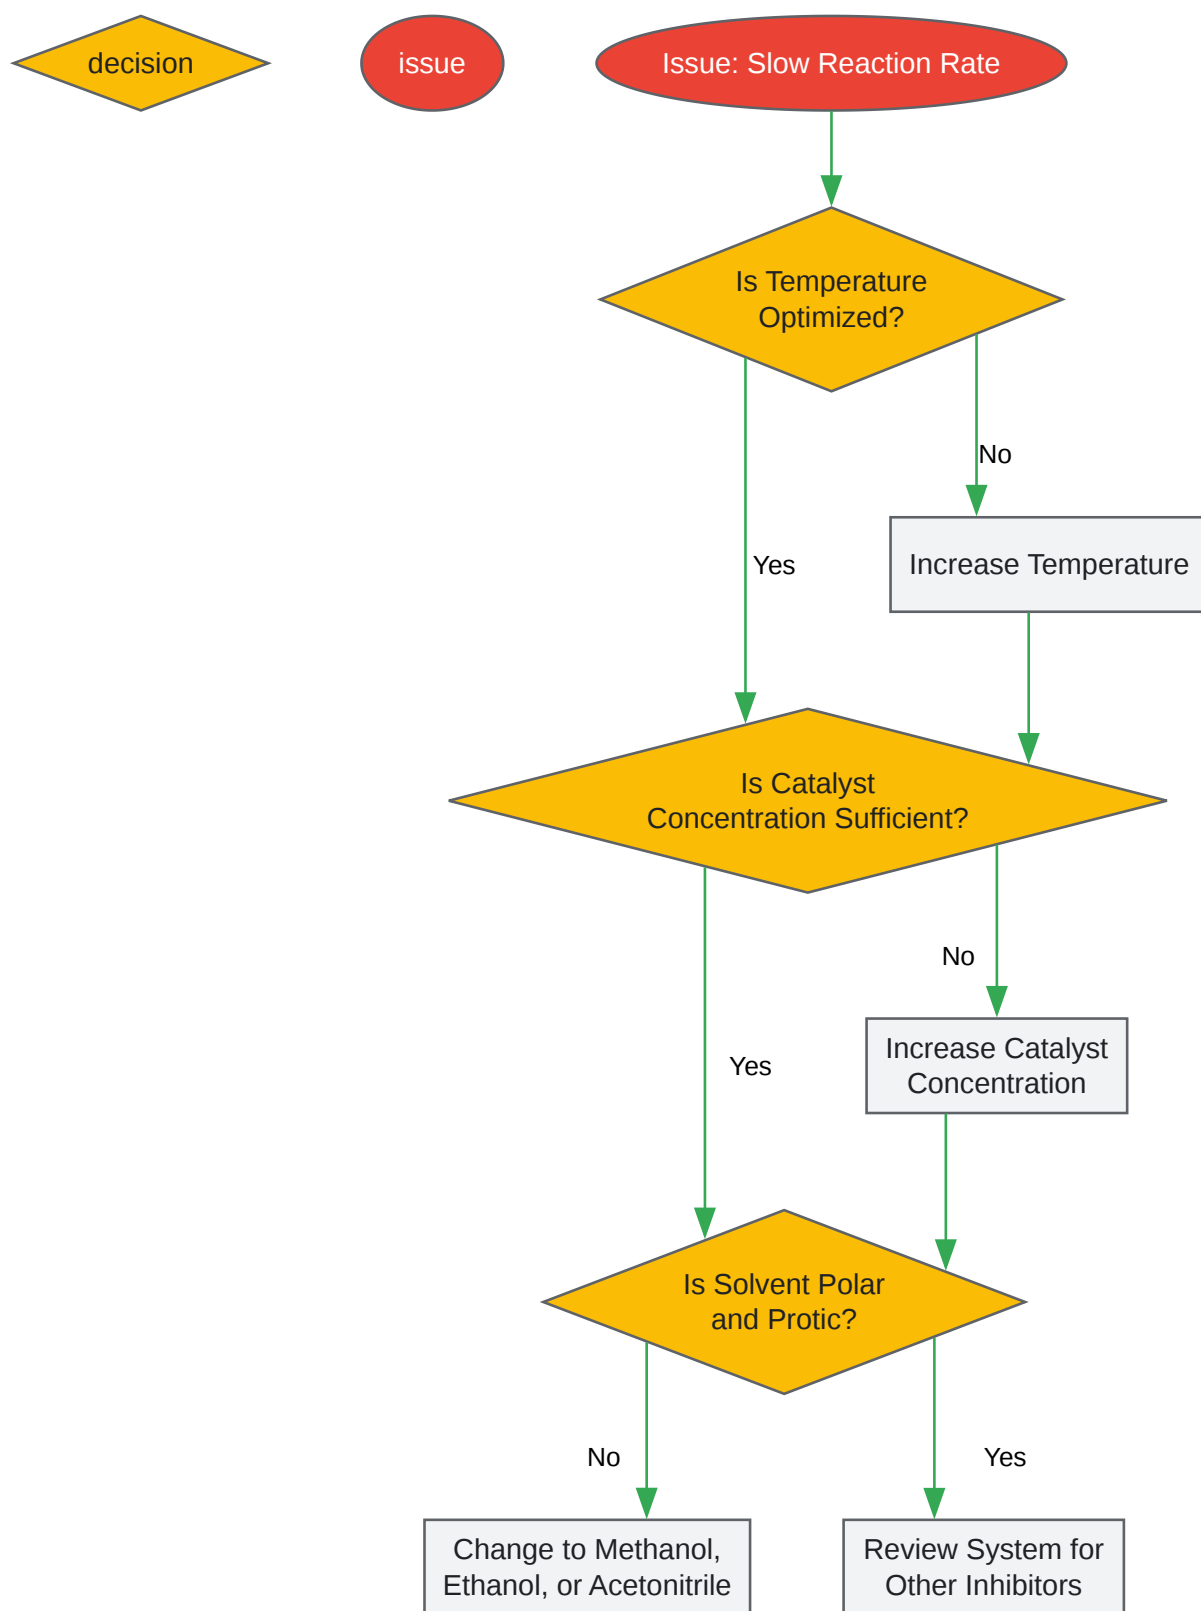 decision
issue
Issue: Slow Reaction Rate
Is Temperature
Optimized?
No
Yes
Increase Temperature
Is Catalyst
Concentration Sufficient?
No
Yes
Increase Catalyst
Concentration
Is Solvent Polar
and Protic?
No
Yes
Change to Methanol,
Ethanol, or Acetonitrile
Review System for
Other Inhibitors